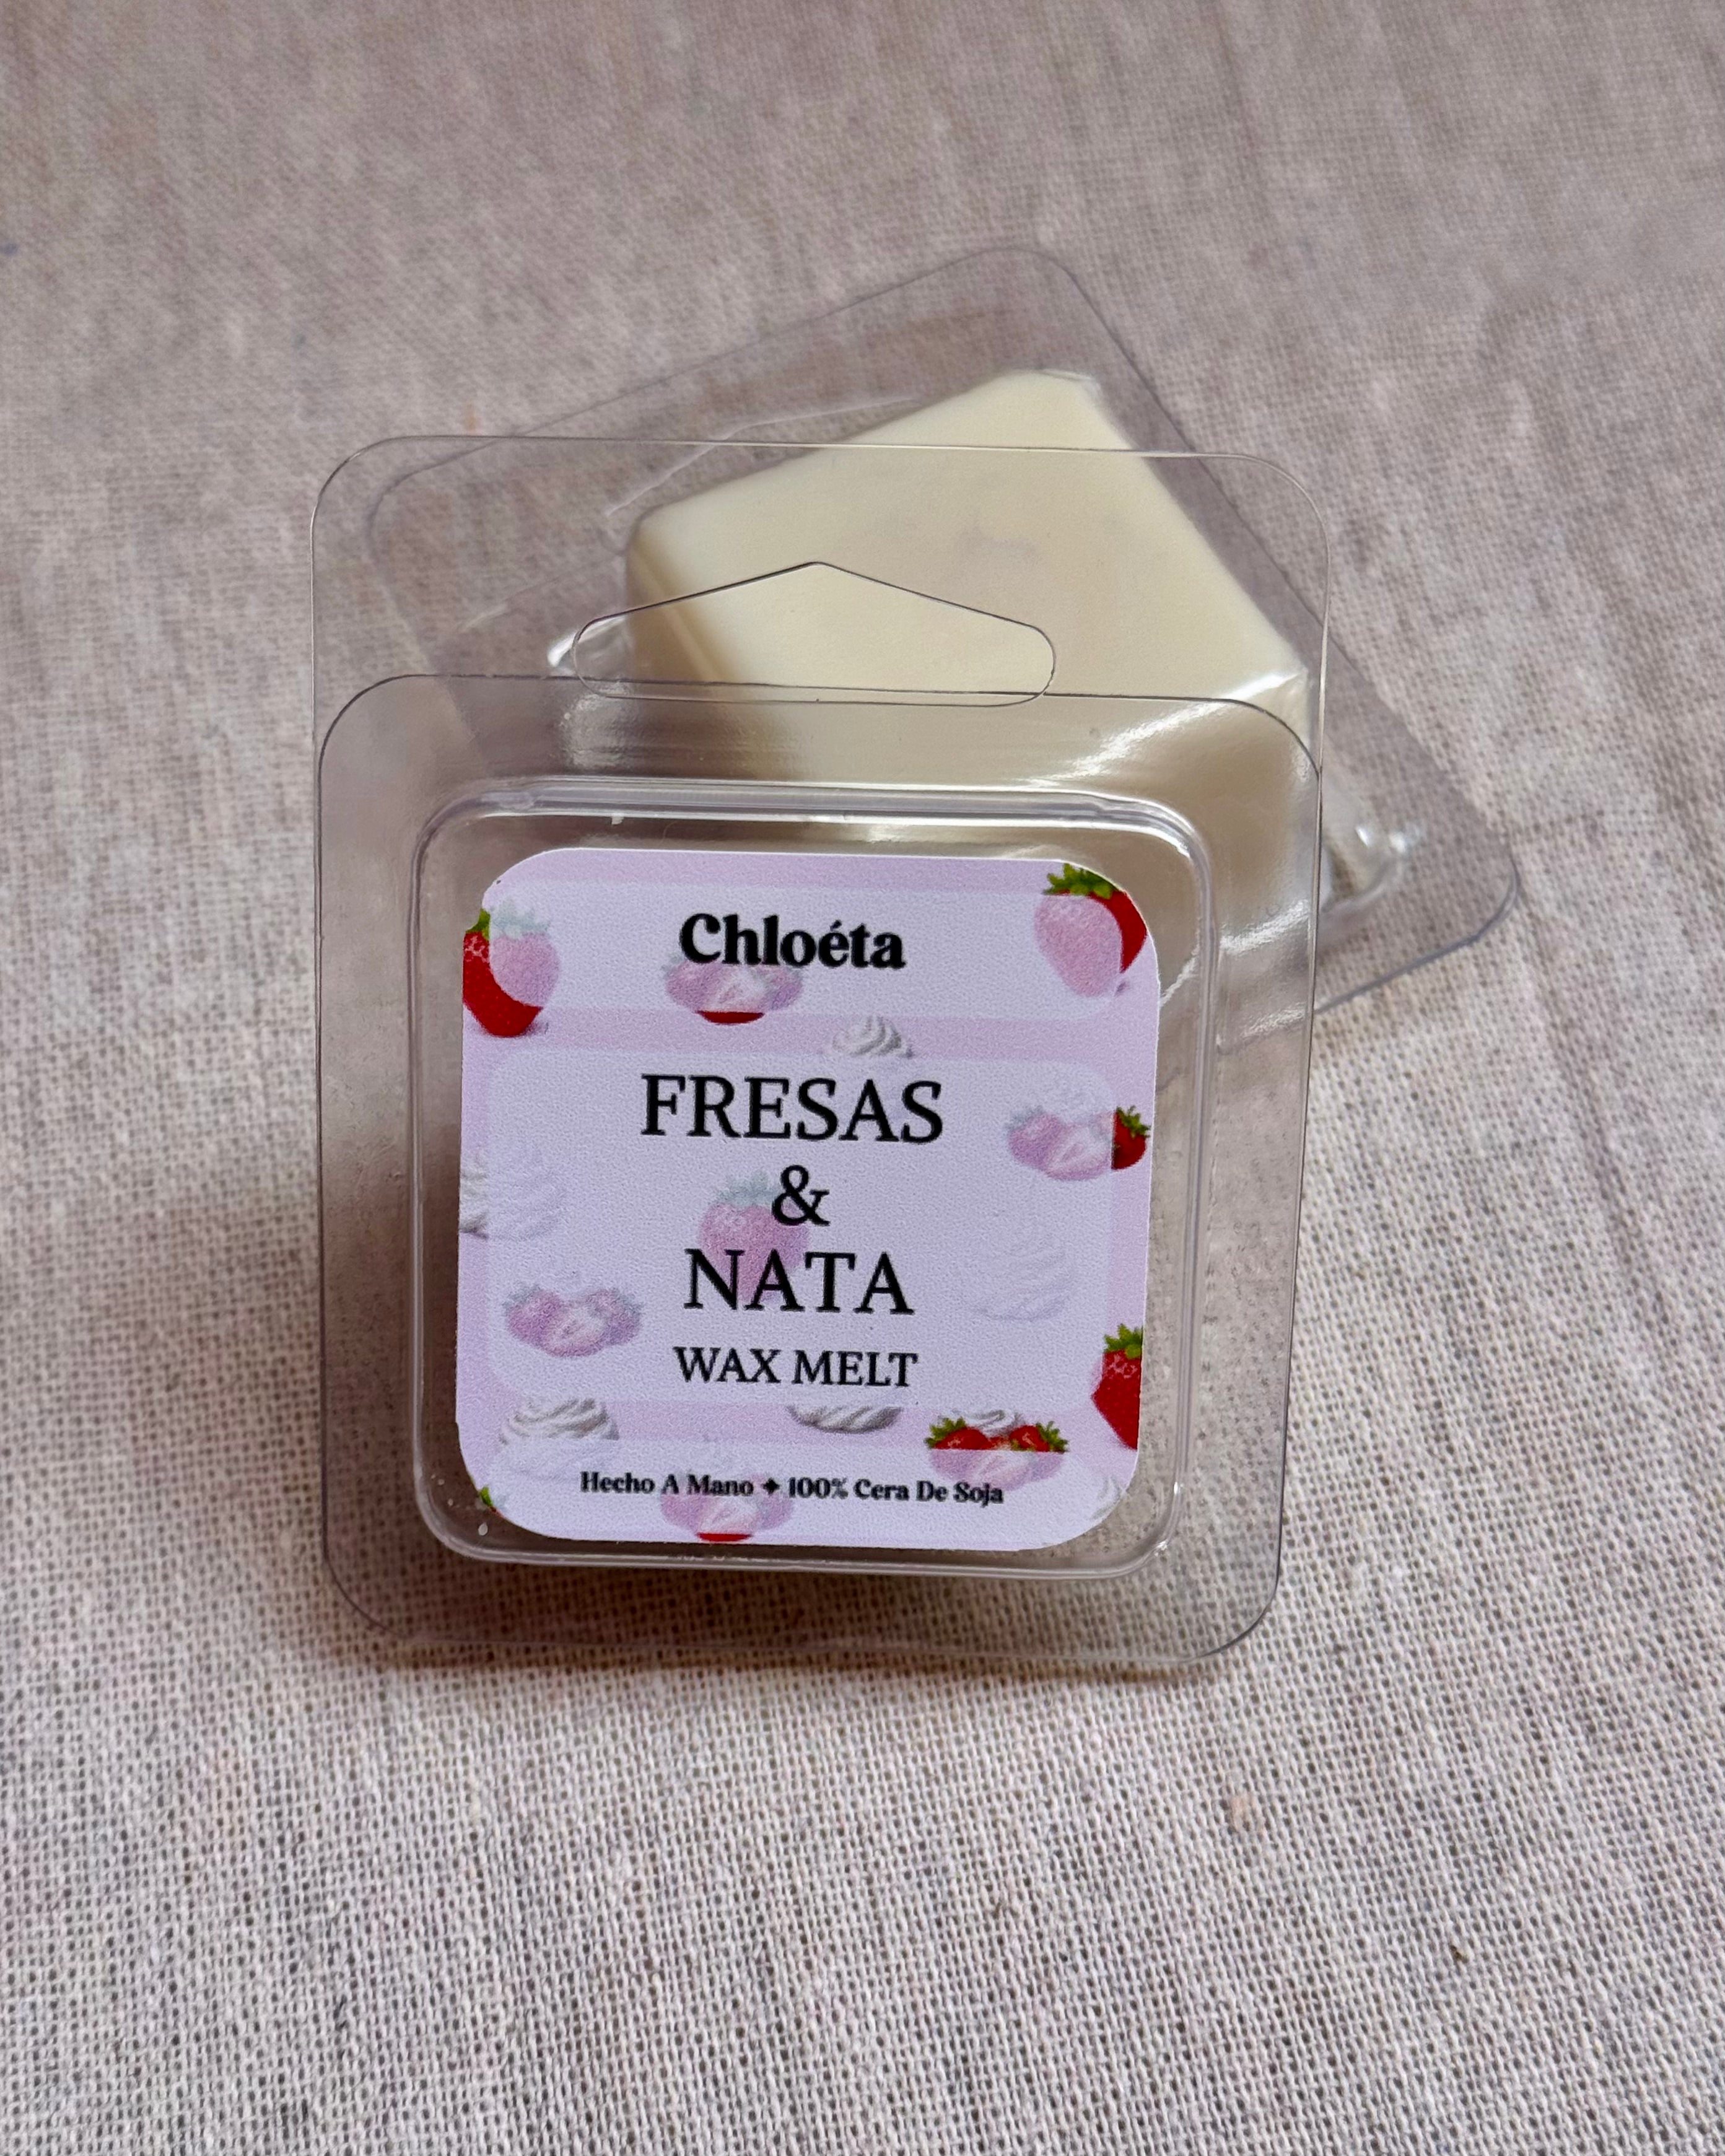 Chloéta
FRESAS
&
NATA
WAX MELT
Hecho A Mano ✦ 100% Cera De Soja